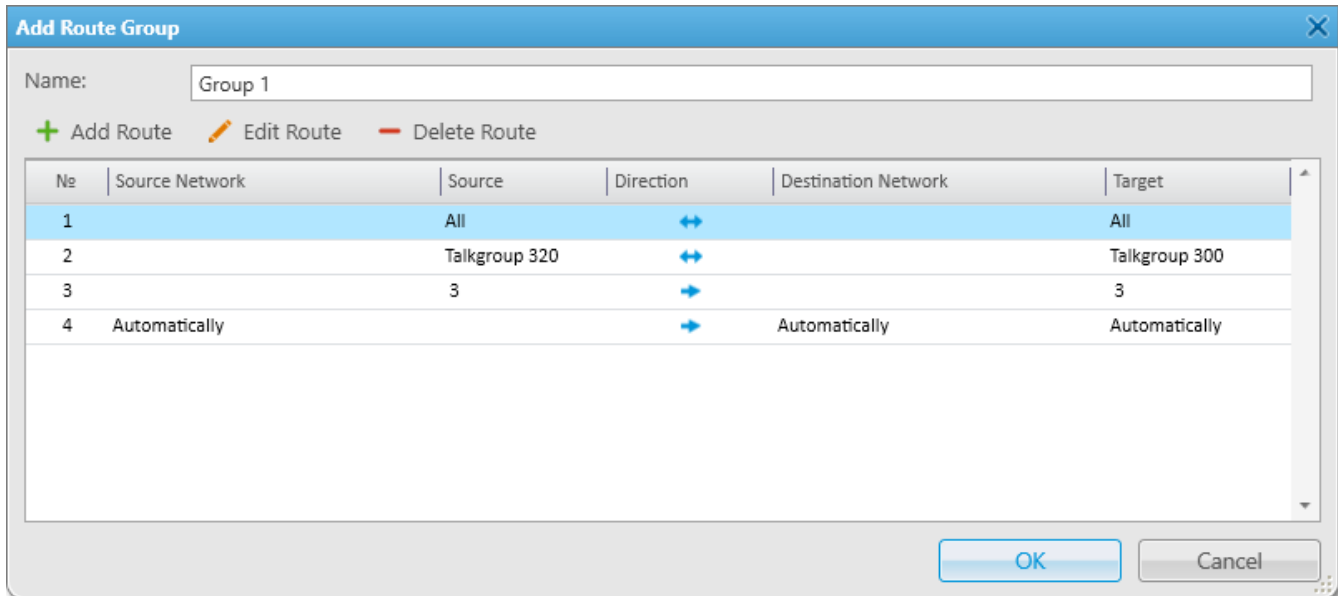 Add Route Group
Name: Group 1
Add Route Edit Route Delete Route
№ Source Network Source Direction Destination Network Target
1 All All
2 Talkgroup 320 Talkgroup 300
3 3 3
4 Automatically Automatically Automatically
OK Cancel